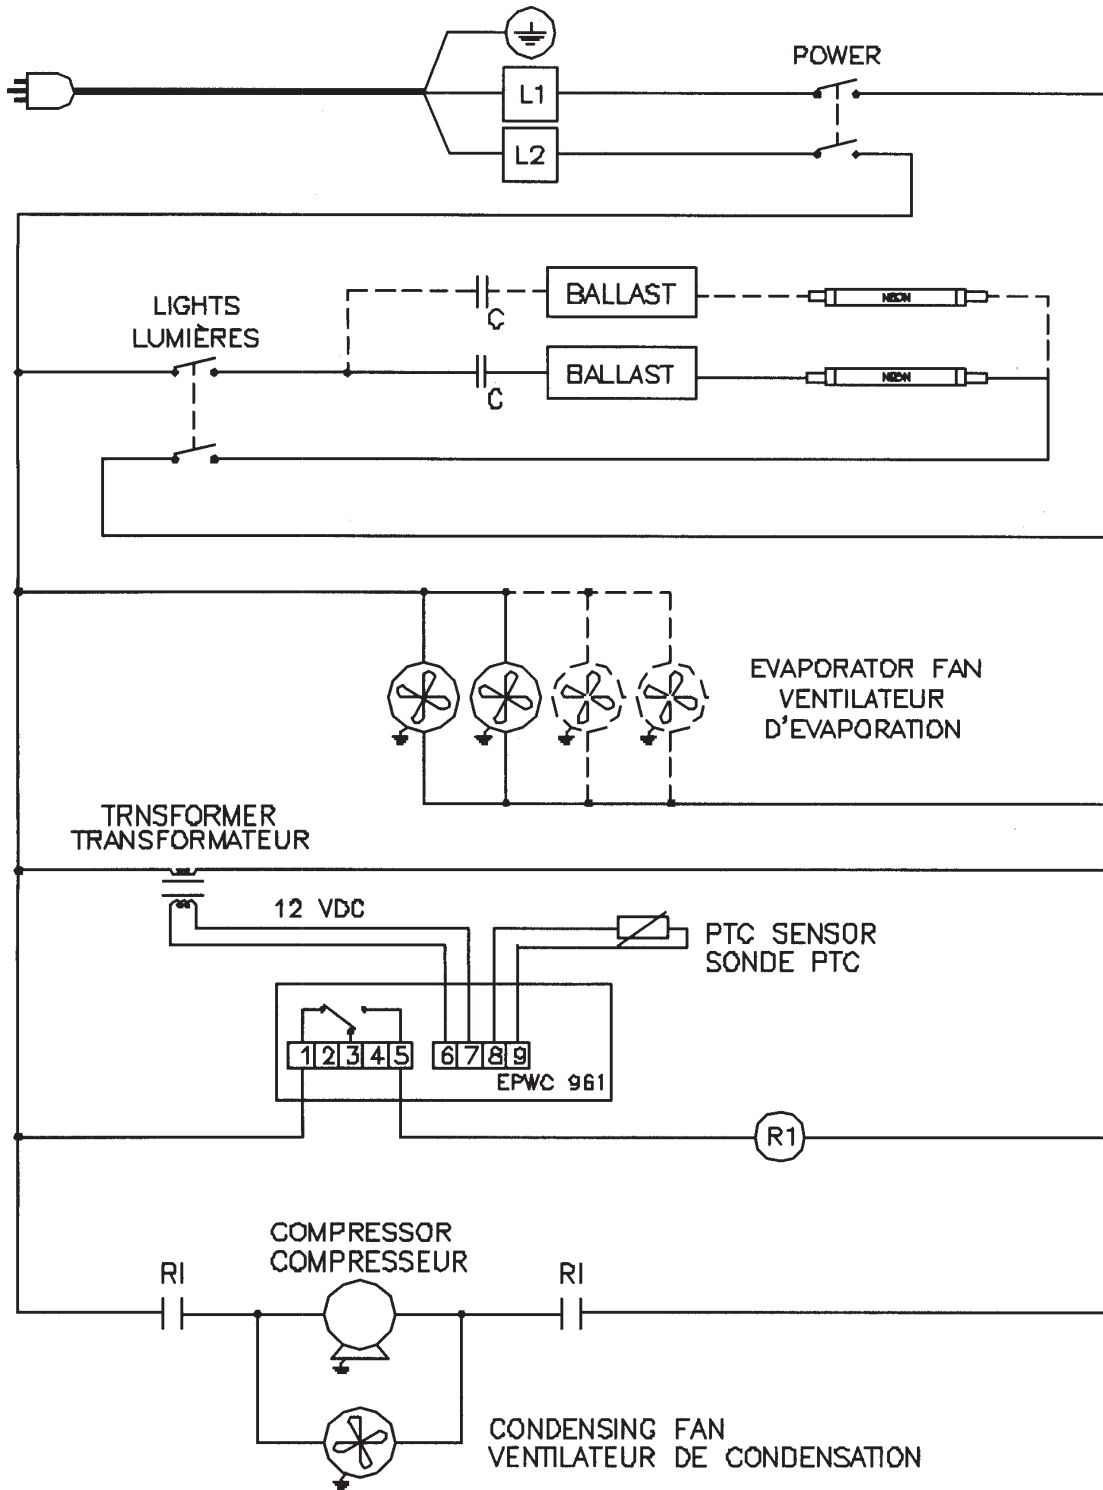 POWER
L1
L2
LIGHTS
LUMIÈRES
BALLAST
NEON
C
BALLAST
NEON
C
EVAPORATOR FAN
VENTILATEUR
D'EVAPORATION
TRNSFORMER
TRANSFORMATEUR
12 VDC
PTC SENSOR
SONDE PTC
1 2 3 4 5 6 7 8 9
EPWC 961
R1
COMPRESSOR
COMPRESSEUR
R1 R1
CONDENSING FAN
VENTILATEUR DE CONDENSATION